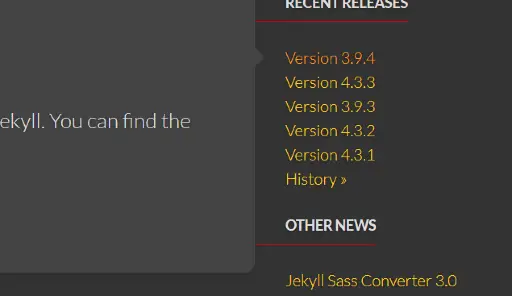 RECENT RELEASES
Version 3.9.4
Version 4.3.3
Version 3.9.3
Version 4.3.2
Version 4.3.1
History »
ekyll. You can find the
OTHER NEWS
Jekyll Sass Converter 3.0